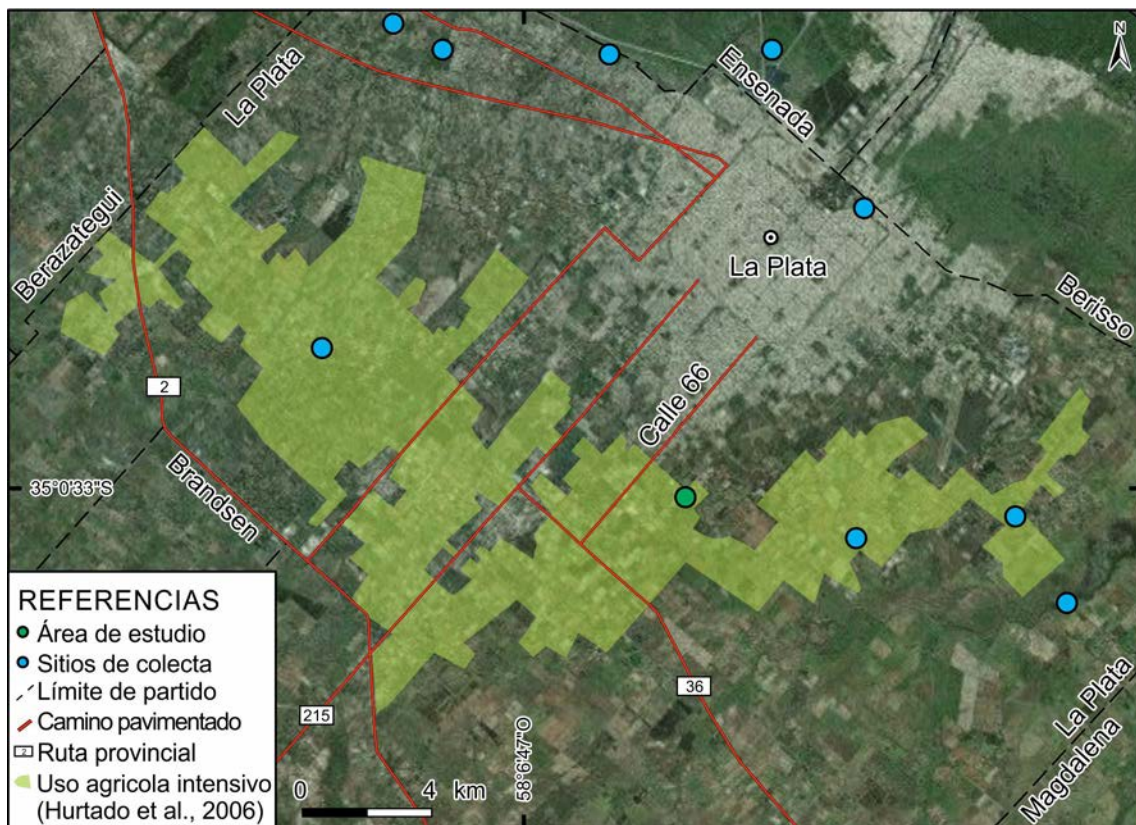 N
La Plata
Ensenada
Berazategui
La Plata
Berisso
Calle 66
2
35°0'33"S
Brandsen
REFERENCIAS
Área de estudio
Sitios de colecta
Límite de partido
Camino pavimentado
2 Ruta provincial
Uso agricola intensivo
(Hurtado et al., 2006)
215
36
58°6'47"O
0 4 km
La Plata
Magdalena